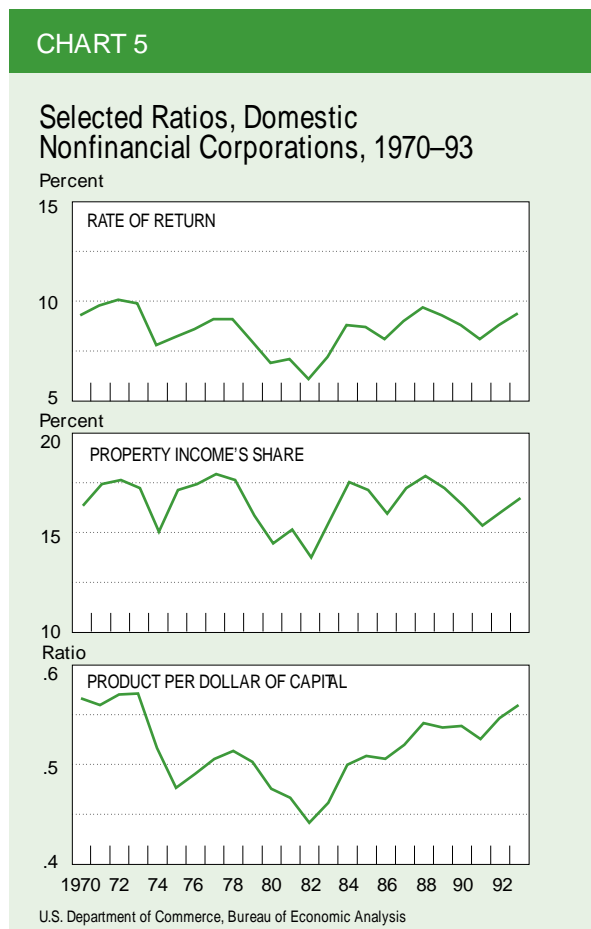 CHART 5
Selected Ratios, Domestic
Nonfinancial Corporations, 1970–93
Percent
15
RATE OF RETURN
10
5
Percent
20
PROPERTY INCOME'S SHARE
15
10
Ratio
.6
PRODUCT PER DOLLAR OF CAPITAL
.5
.4
1970 72 74 76 78 80 82 84 86 88 90 92
U.S. Department of Commerce, Bureau of Economic Analysis